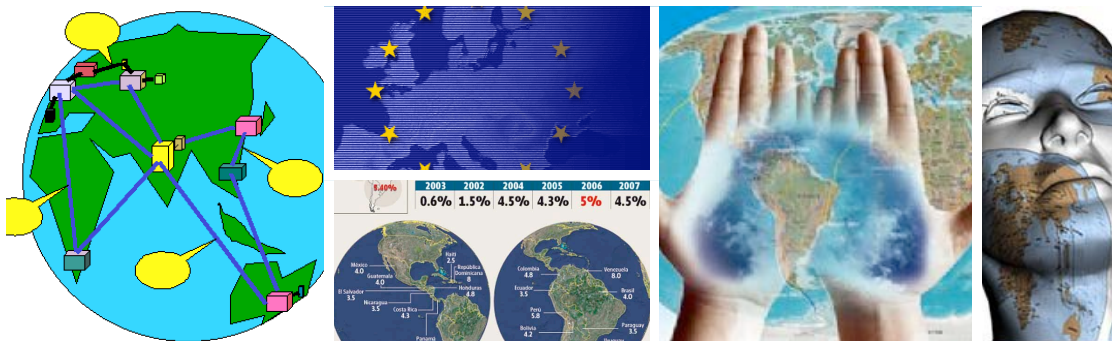 5.40%
2003 2002 2004 2005 2006 2007
0.6% 1.5% 4.5% 4.3% 5% 4.5%
México
4.0
Guatemala
4.0
El Salvador
3.5
Nicaragua
3.5
Costa Rica
4.3
Panamá
Haití
2.5
República
Dominicana
8
Honduras
4.8
Colombia
4.8
Ecuador
3.5
Perú
5.8
Bolivia
4.2
Venezuela
8.0
Brasil
4.0
Paraguay
3.5